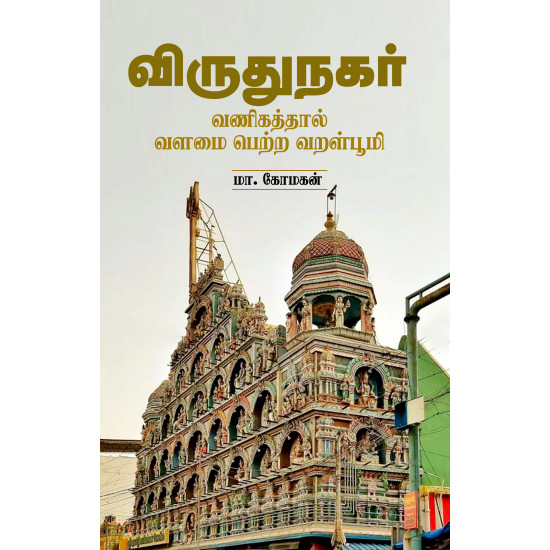 விருதுநகர்
வணிகத்தால்
வளமை பெற்ற வறள்பூமி
மா. கோமகன்